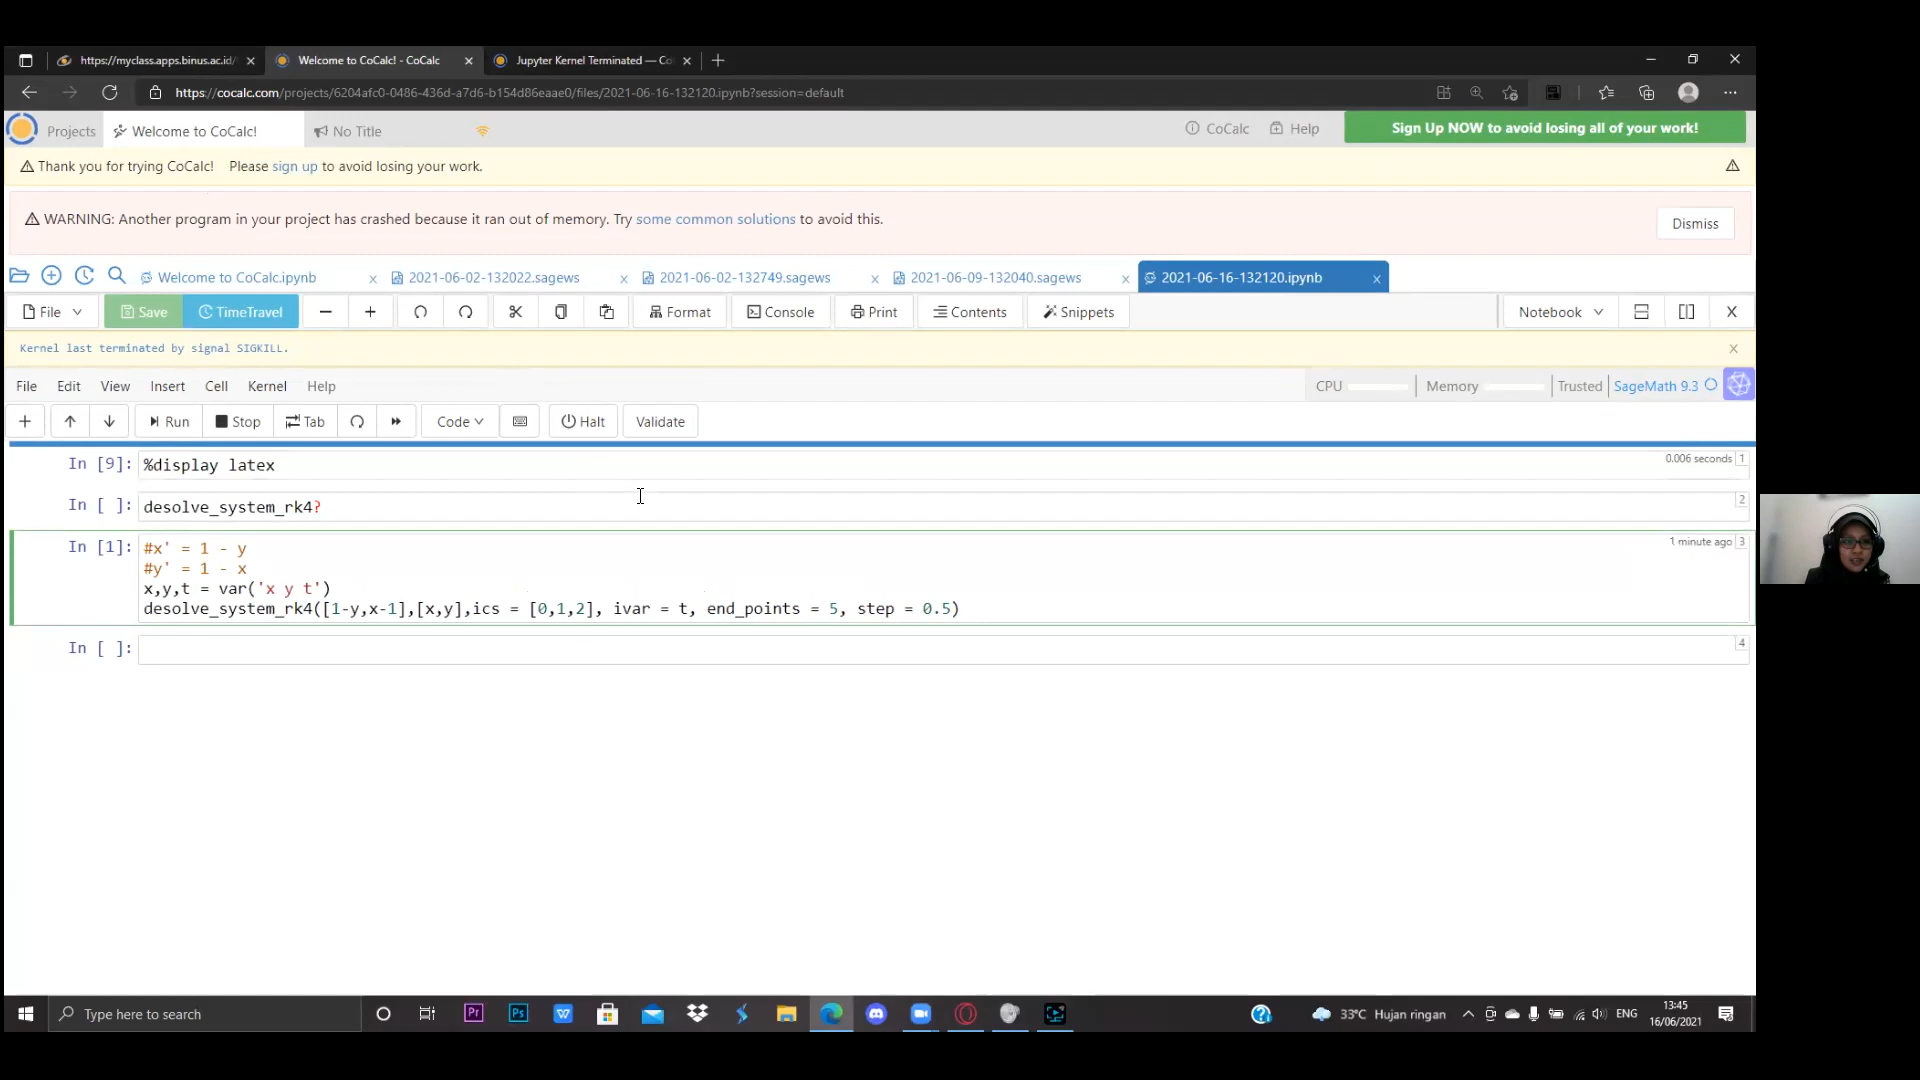 https://myclass.apps.binus.ac.id/
Welcome to CoCalc! - CoCalc
Jupyter Kernel Terminated — Co
https://cocalc.com/projects/6204afc0-0486-436d-a7d6-b154d86eaae0/files/2021-06-16-132120.ipynb?session=default
Projects
Welcome to CoCalc!
No Title
CoCalc
Help
Sign Up NOW to avoid losing all of your work!
Thank you for trying CoCalc! Please sign up to avoid losing your work.
WARNING: Another program in your project has crashed because it ran out of memory. Try some common solutions to avoid this.
Dismiss
Welcome to CoCalc.ipynb
2021-06-02-132022.sagews
2021-06-02-132749.sagews
2021-06-09-132040.sagews
2021-06-16-132120.ipynb
File
Save
TimeTravel
Format
Console
Print
Contents
Snippets
Notebook
Kernel last terminated by signal SIGKILL.
File Edit View Insert Cell Kernel Help
CPU
Memory
Trusted
SageMath 9.3
Run
Stop
Tab
Code
Halt
Validate
In [9]: %display latex
0.006 seconds 1
In [ ]: desolve_system_rk4?
2
In [1]: #x' = 1 - y
1 minute ago 3
#y' = 1 - x
x,y,t = var('x y t')
desolve_system_rk4([1-y,x-1],[x,y],ics = [0,1,2], ivar = t, end_points = 5, step = 0.5)
In [ ]:
4
Type here to search
Pr
Ps
33°C Hujan ringan
ENG
13:45
16/06/2021